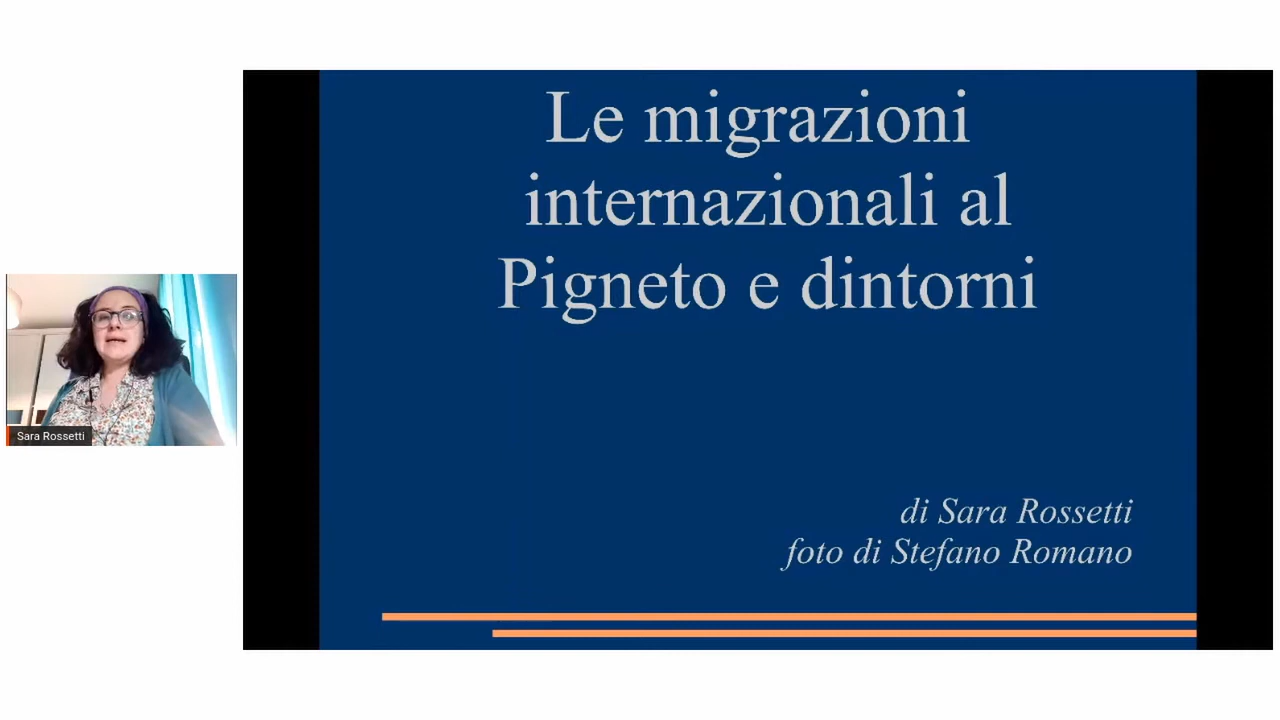 Le migrazioni
internazionali al
Pigneto e dintorni
di Sara Rossetti
foto di Stefano Romano
Sara Rossetti